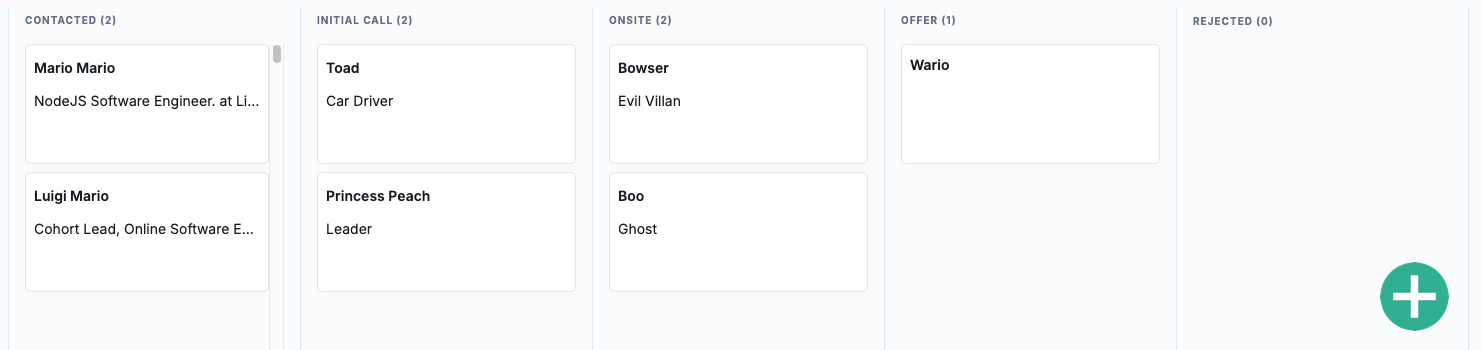 CONTACTED (2)
Mario Mario
NodeJS Software Engineer. at Li...
Luigi Mario
Cohort Lead, Online Software E...
INITIAL CALL (2)
Toad
Car Driver
Princess Peach
Leader
ONSITE (2)
Bowser
Evil Villan
Boo
Ghost
OFFER (1)
Wario
REJECTED (0)